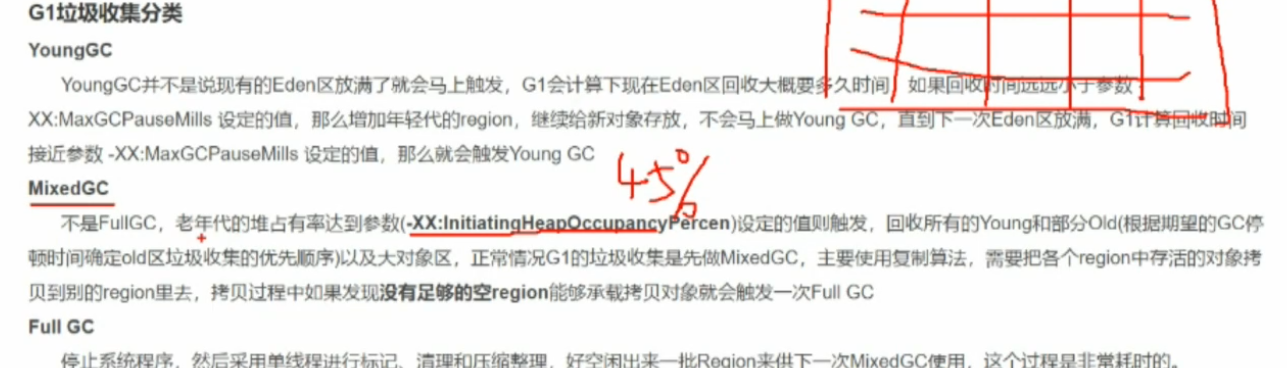 G1垃圾收集分类
YoungGC
YoungGC并不是说现有的Eden区放满了就会马上触发，G1会计算下现在Eden区回收大概要多久时间，如果回收时间远远小于参数 -
XX:MaxGCPauseMills 设定的值，那么增加年轻代的region，继续给新对象存放，不会马上做Young GC，直到下一次Eden区放满，G1计算回收时间
接近参数 -XX:MaxGCPauseMills 设定的值，那么就会触发Young GC
45%
MixedGC
不是FullGC，老年代的堆占有率达到参数(-XX:InitiatingHeapOccupancyPercen)设定的值则触发，回收所有的Young和部分Old(根据期望的GC停
顿时间确定old区垃圾收集的优先顺序)以及大对象区，正常情况G1的垃圾收集是先做MixedGC，主要使用复制算法，需要把各个region中存活的对象拷
贝到别的region里去，拷贝过程中如果发现没有足够的空region能够承载拷贝对象就会触发一次Full GC
Full GC
停止系统程序，然后采用单线程进行标记、清理和压缩整理，好空闲出来一批Region来供下一次MixedGC使用，这个过程是非常耗时的。